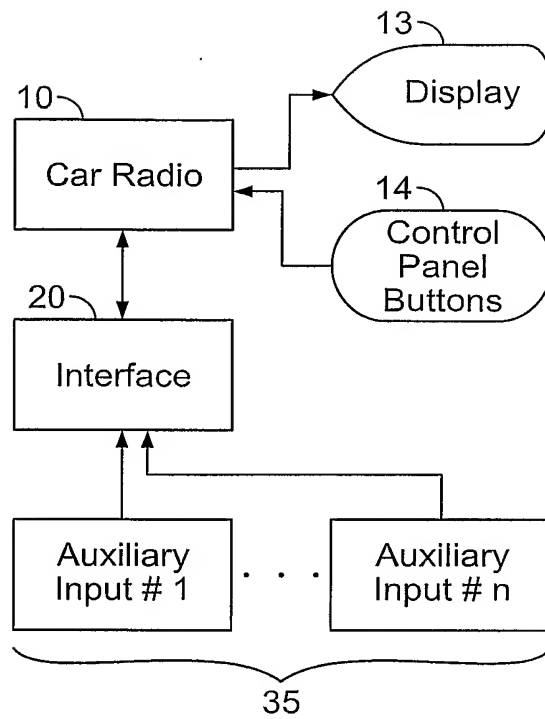 13
Display
10
Car Radio
14
Control
Panel
Buttons
20
Interface
Auxiliary
Input # 1
. . .
Auxiliary
Input # n
35